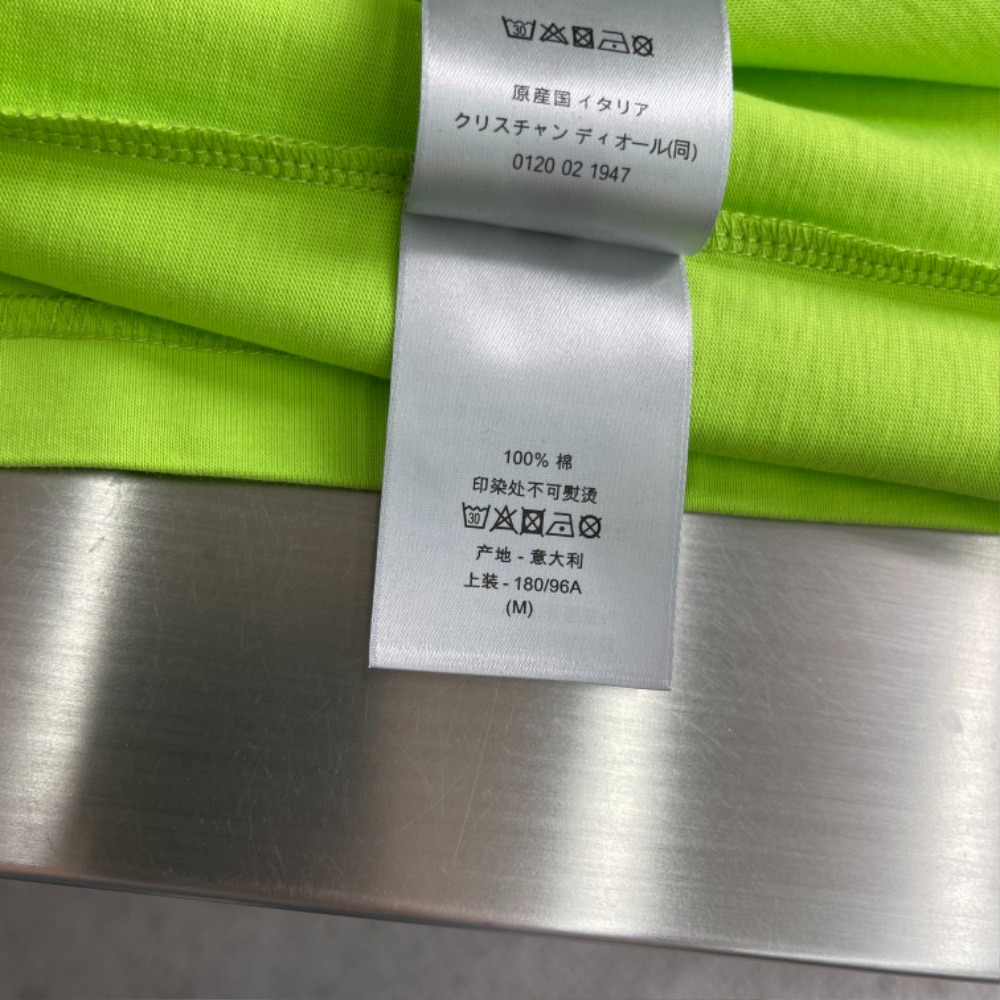 30
原産国 イタリア
クリスチャン ディオール(同)
0120 02 1947
100% 棉
印染处不可熨烫
30
产地 - 意大利
上装 - 180/96A
(M)